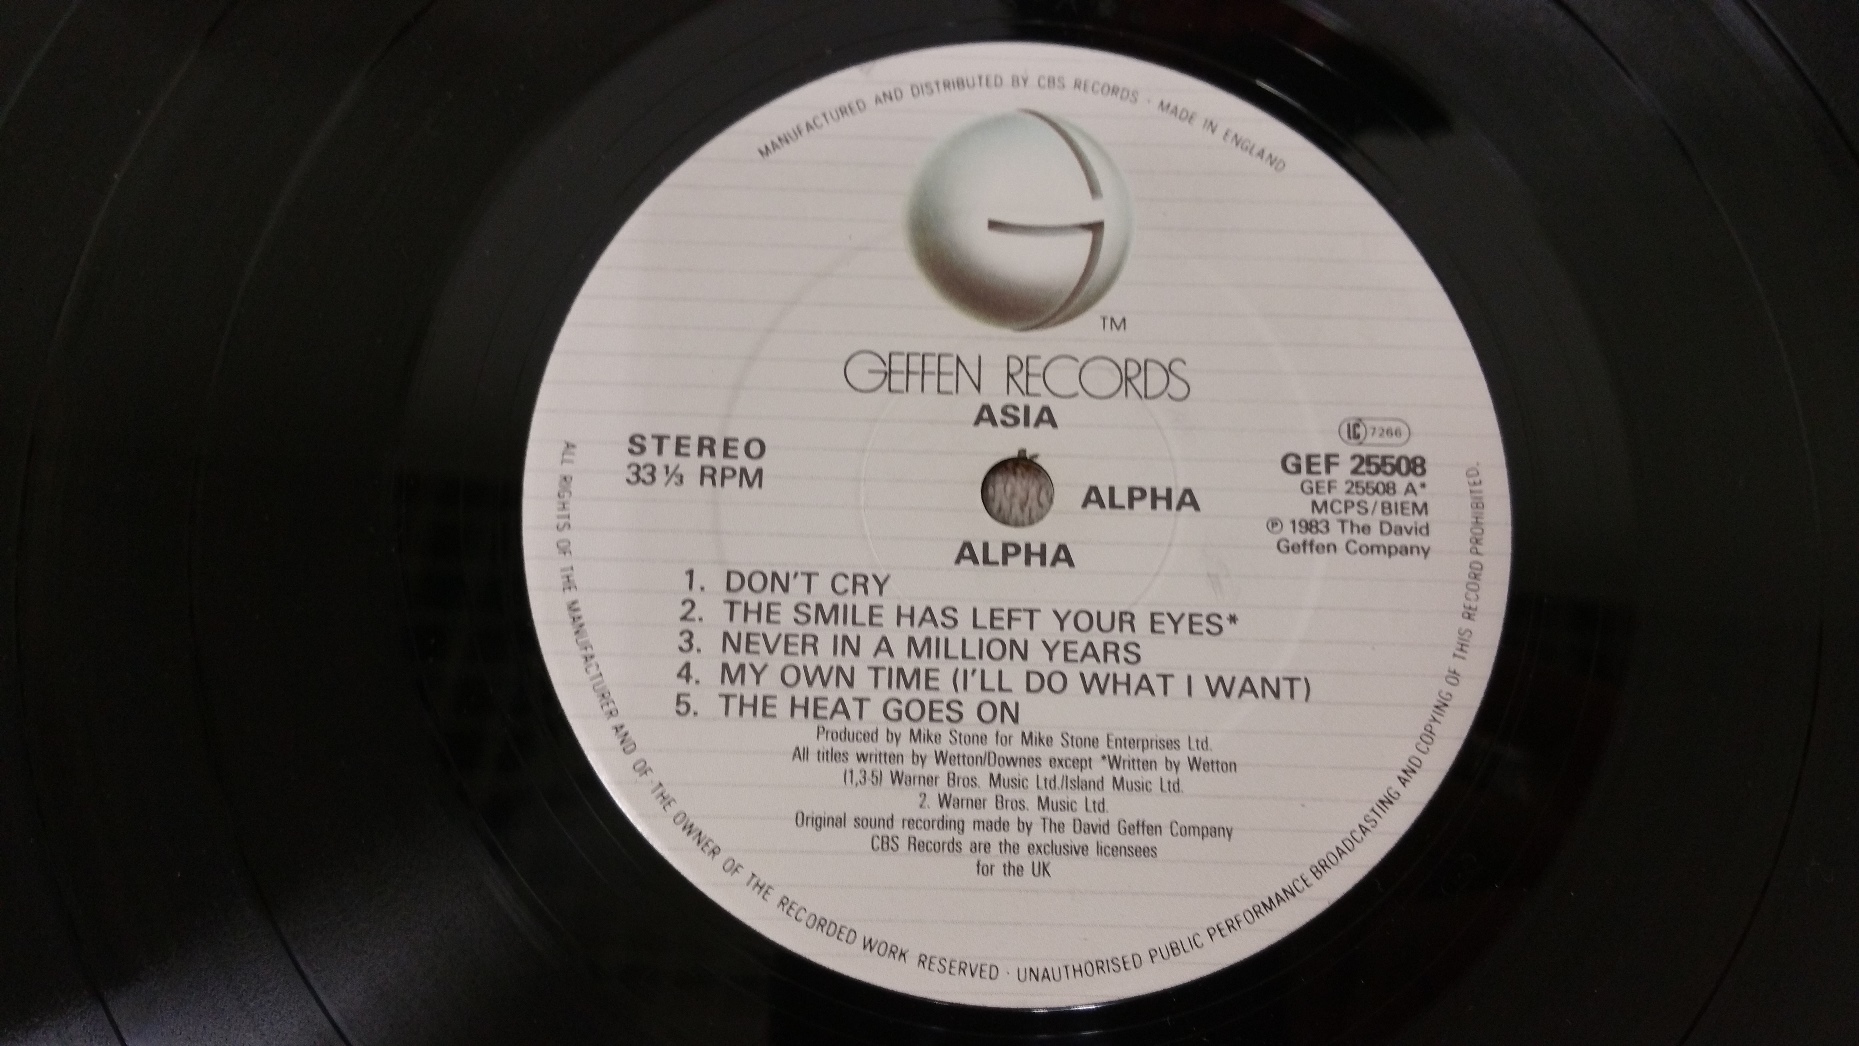 MANUFACTURED AND DISTRIBUTED BY CBS RECORDS · MADE IN ENGLAND
TM
GEFFEN RECORDS
ASIA
STEREO
33⅓ RPM
ALPHA
LC 7266
GEF 25508
GEF 25508 A*
MCPS/BIEM
℗ 1983 The David
Geffen Company
ALPHA
1. DON'T CRY
2. THE SMILE HAS LEFT YOUR EYES*
3. NEVER IN A MILLION YEARS
4. MY OWN TIME (I'LL DO WHAT I WANT)
5. THE HEAT GOES ON
Produced by Mike Stone for Mike Stone Enterprises Ltd.
All titles written by Wetton/Downes except *Written by Wetton
(1,3-5) Warner Bros. Music Ltd./Island Music Ltd.
2. Warner Bros. Music Ltd.
Original sound recording made by The David Geffen Company
CBS Records are the exclusive licensees
for the UK
ALL RIGHTS OF THE MANUFACTURER AND OF THE OWNER OF THE RECORDED WORK RESERVED · UNAUTHORISED PUBLIC PERFORMANCE BROADCASTING AND COPYING OF THIS RECORD PROHIBITED.